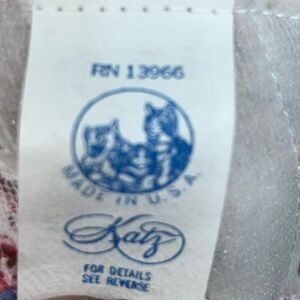 RN 13966
MADE IN U.S.A.
Katz
FOR DETAILS
SEE REVERSE